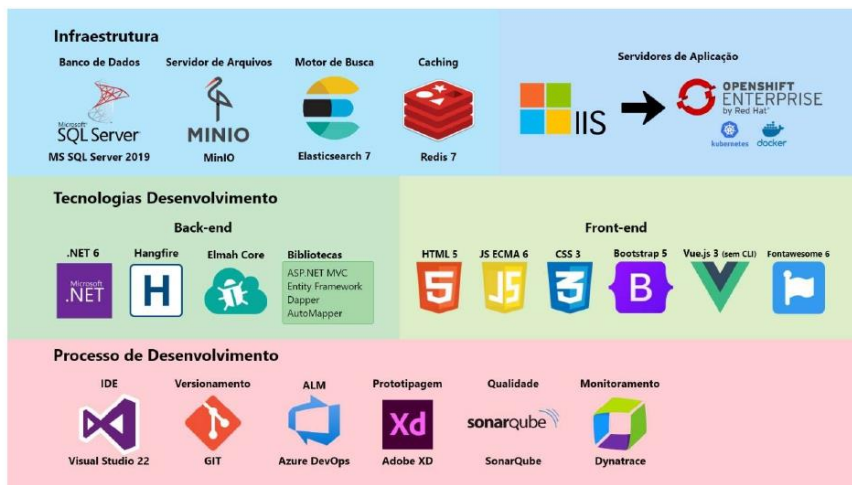 Infraestrutura
Banco de Dados
Servidor de Arquivos
Motor de Busca
Caching
Microsoft
SQL Server
MINIO
MS SQL Server 2019
MinIO
Elasticsearch 7
Redis 7
Servidores de Aplicação
IIS
OPENSHIFT
ENTERPRISE
by Red Hat
kubernetes
docker
Tecnologias Desenvolvimento
Back-end
.NET 6
Hangfire
Elmah Core
Bibliotecas
Microsoft
.NET
H
ASP.NET MVC
Entity Framework
Dapper
AutoMapper
Front-end
HTML 5
JS ECMA 6
CSS 3
Bootstrap 5
Vue.js 3 (sem CLI)
Fontawesome 6
5
JS
3
B
Processo de Desenvolvimento
IDE
Versionamento
ALM
Prototipagem
Qualidade
Monitoramento
Xd
sonarqube
Visual Studio 22
GIT
Azure DevOps
Adobe XD
SonarQube
Dynatrace